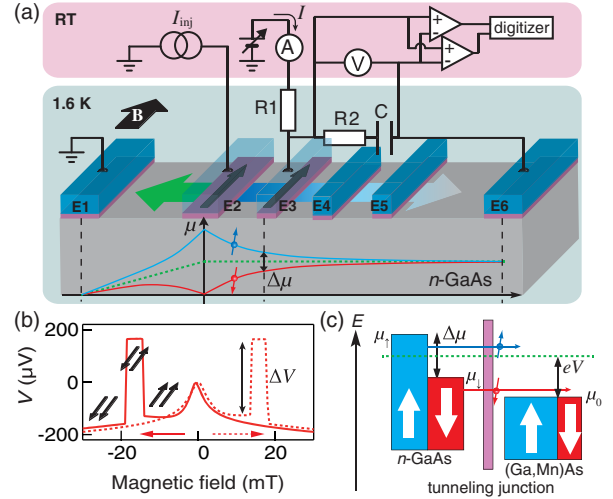 (a)
RT
I_inj
I
A
V
digitizer
1.6 K
B
R1
R2
C
E1
E2
E3
E4
E5
E6
μ
Δμ
n-GaAs
x
(b)
200
0
-200
V (μV)
ΔV
-20
0
20
Magnetic field (mT)
(c)
E
μ↑
Δμ
μ↓
eV
μ₀
n-GaAs
(Ga,Mn)As
tunneling junction